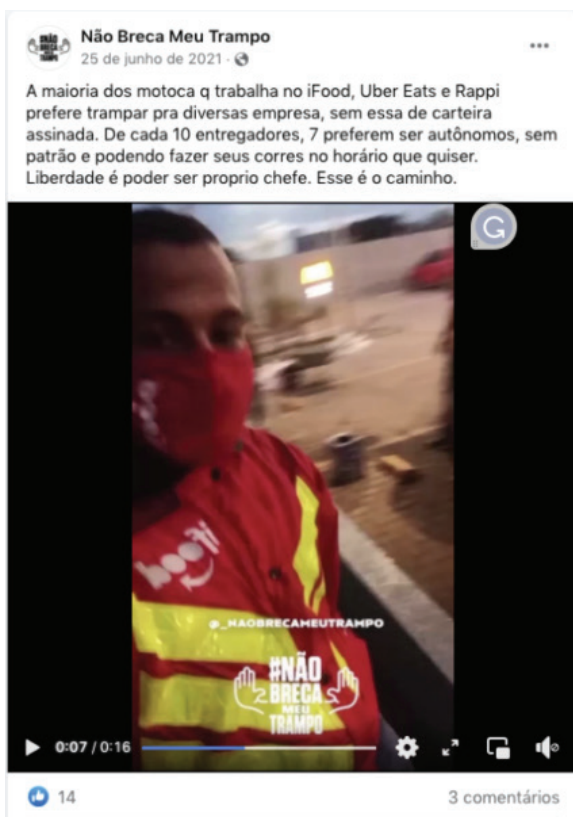 Não Breca Meu Trampo
25 de junho de 2021 ·
A maioria dos motoca q trabalha no iFood, Uber Eats e Rappi
prefere trampar pra diversas empresa, sem essa de carteira
assinada. De cada 10 entregadores, 7 preferem ser autônomos, sem
patrão e podendo fazer seus corres no horário que quiser.
Liberdade é poder ser proprio chefe. Esse é o caminho.
@_NAOBRECAMEUTRAMPO
#NÃO
BRECA
MEU
TRAMPO
0:07 / 0:16
14
3 comentários